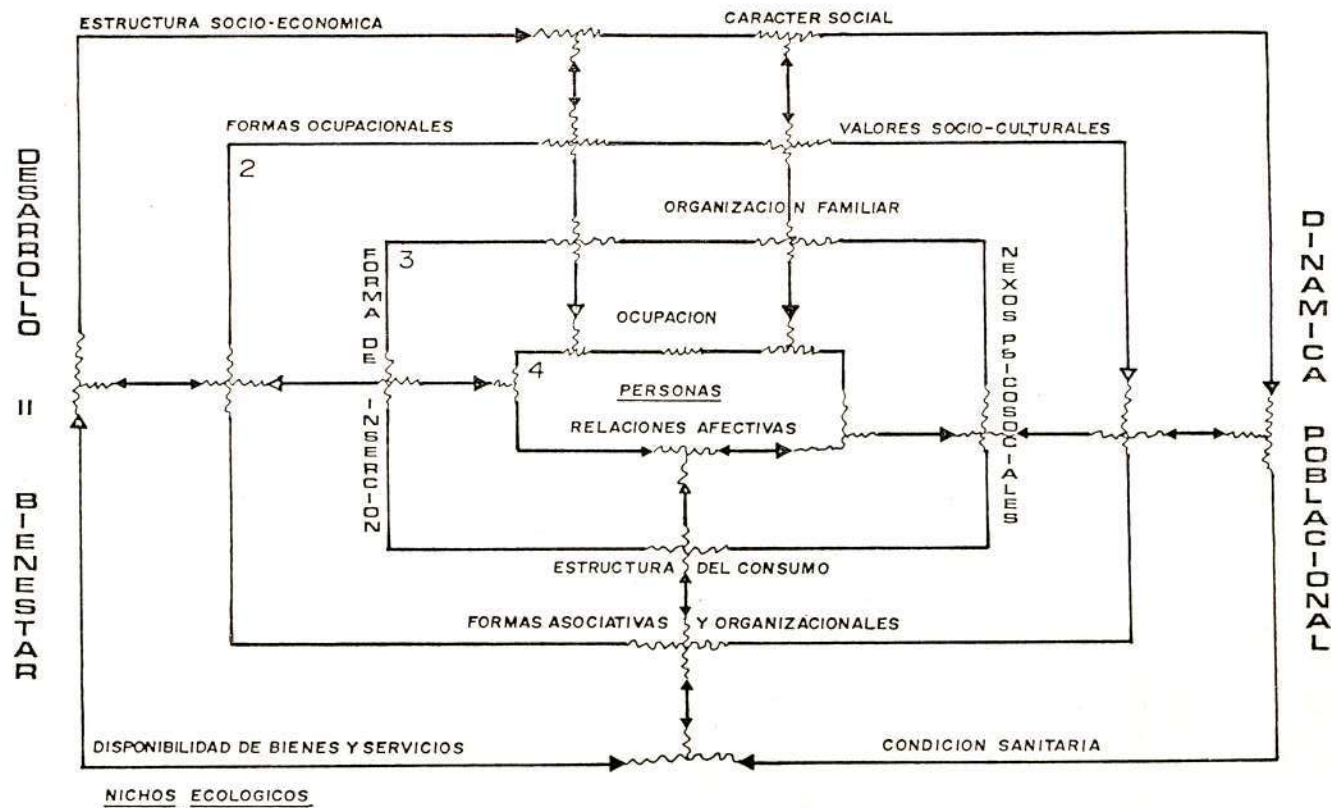 ESTRUCTURA SOCIO-ECONOMICA
CARACTER SOCIAL
FORMAS OCUPACIONALES
VALORES SOCIO-CULTURALES
2
ORGANIZACION FAMILIAR
3
DESARROLLO II BIENESTAR
FORMA DE INSERCION
NEXOS PSICOSOCIALES
DINAMICA POBLACIONAL
OCUPACION
4
PERSONAS
RELACIONES AFECTIVAS
ESTRUCTURA DEL CONSUMO
FORMAS ASOCIATIVAS Y ORGANIZACIONALES
DISPONIBILIDAD DE BIENES Y SERVICIOS
CONDICION SANITARIA
NICHOS ECOLOGICOS